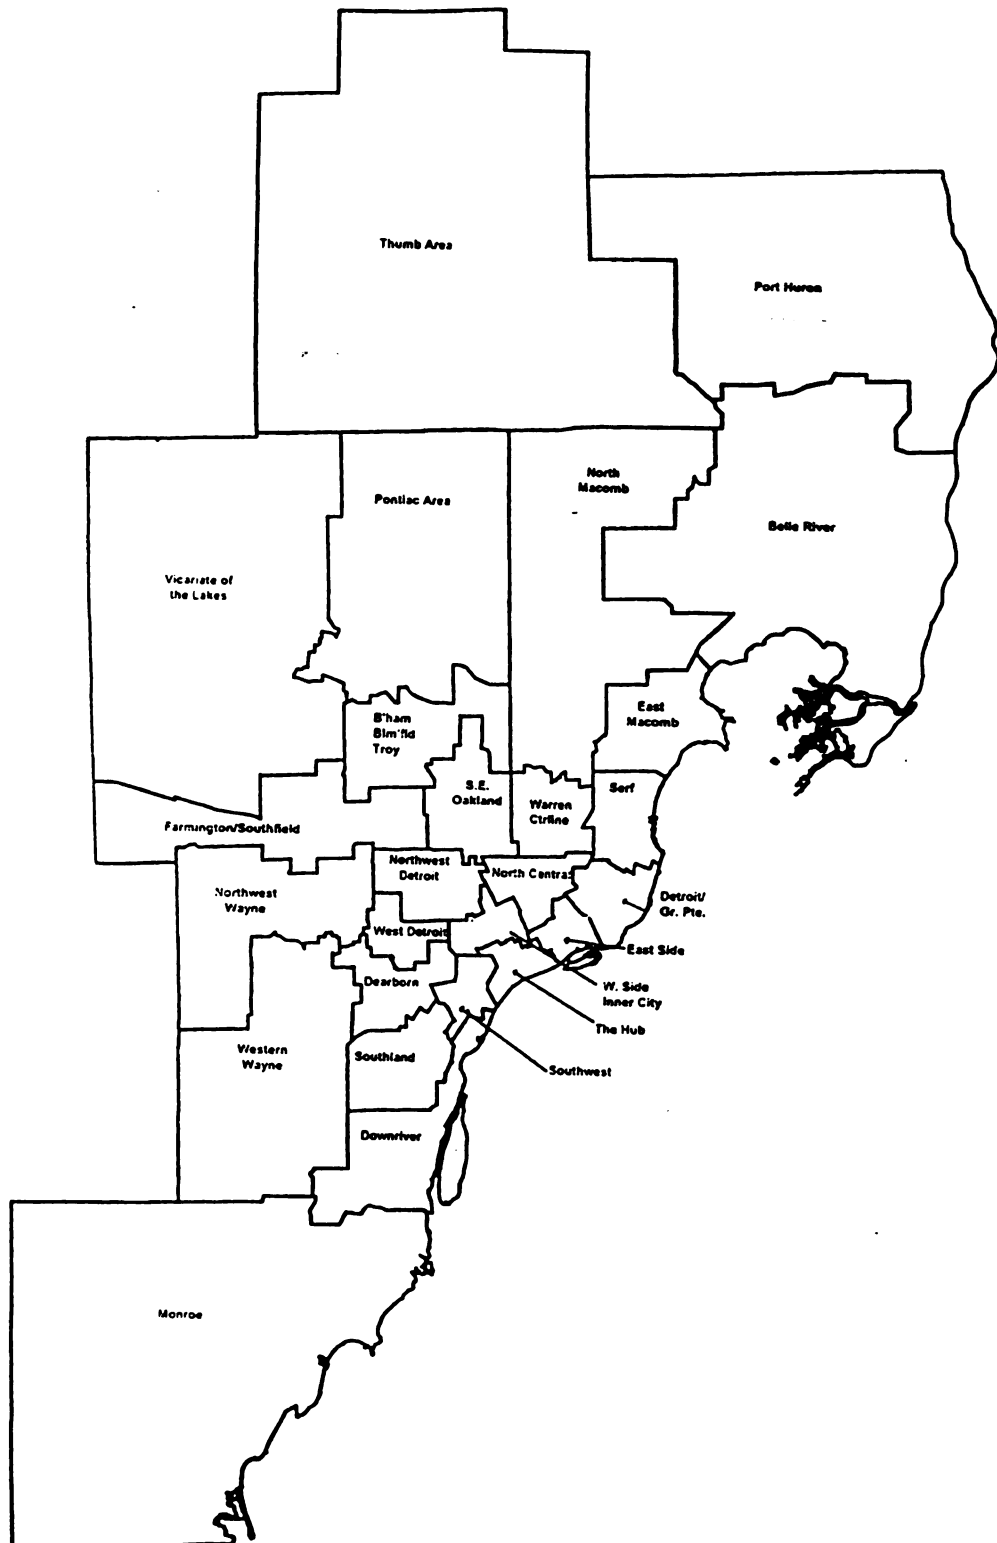 Thumb Area
Port Huron
North
Macomb
Pontiac Area
Belle River
Vicariate of
the Lakes
East
Macomb
B'ham
Blm'fld
Troy
S.E.
Oakland
Serf
Warren
Ctrline
Farmington/Southfield
Northwest
Detroit
North Central
Northwest
Wayne
Detroit/
Gr. Pte.
West Detroit
East Side
Dearborn
W. Side
Inner City
The Hub
Western
Wayne
Southland
Southwest
Downriver
Monroe